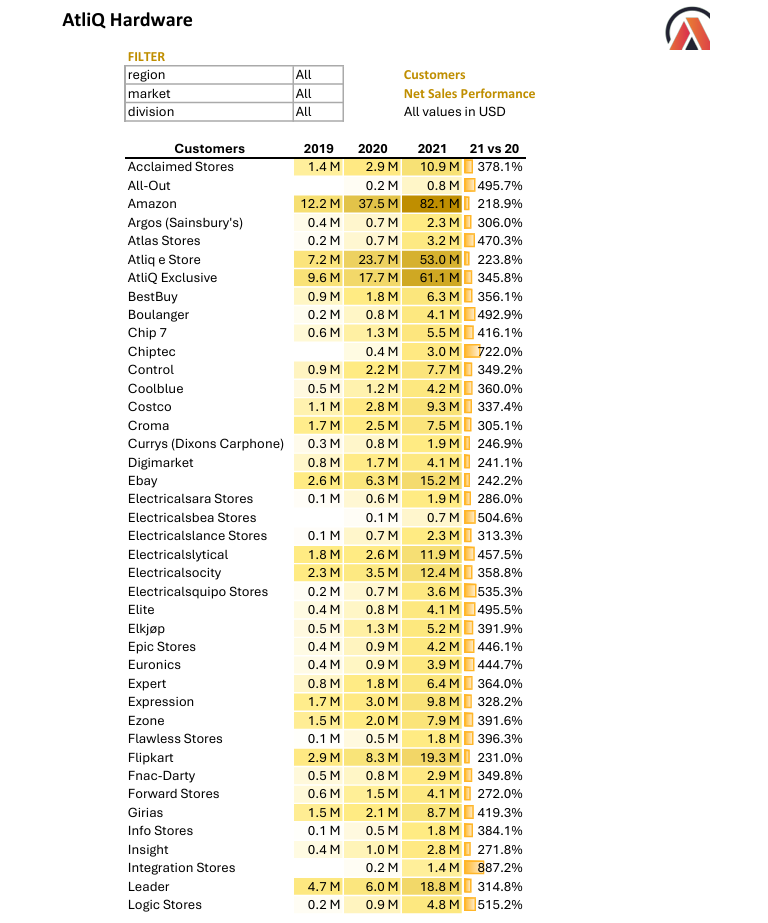 AtliQ Hardware
FILTER
region All
market All
division All
Customers
Net Sales Performance
All values in USD
Customers 2019 2020 2021 21 vs 20
Acclaimed Stores 1.4 M 2.9 M 10.9 M 378.1%
All-Out 0.2 M 0.8 M 495.7%
Amazon 12.2 M 37.5 M 82.1 M 218.9%
Argos (Sainsbury's) 0.4 M 0.7 M 2.3 M 306.0%
Atlas Stores 0.2 M 0.7 M 3.2 M 470.3%
Atliq e Store 7.2 M 23.7 M 53.0 M 223.8%
AtliQ Exclusive 9.6 M 17.7 M 61.1 M 345.8%
BestBuy 0.9 M 1.8 M 6.3 M 356.1%
Boulanger 0.2 M 0.8 M 4.1 M 492.9%
Chip 7 0.6 M 1.3 M 5.5 M 416.1%
Chiptec 0.4 M 3.0 M 722.0%
Control 0.9 M 2.2 M 7.7 M 349.2%
Coolblue 0.5 M 1.2 M 4.2 M 360.0%
Costco 1.1 M 2.8 M 9.3 M 337.4%
Croma 1.7 M 2.5 M 7.5 M 305.1%
Currys (Dixons Carphone) 0.3 M 0.8 M 1.9 M 246.9%
Digimarket 0.8 M 1.7 M 4.1 M 241.1%
Ebay 2.6 M 6.3 M 15.2 M 242.2%
Electricalsara Stores 0.1 M 0.6 M 1.9 M 286.0%
Electricalsbea Stores 0.1 M 0.7 M 504.6%
Electricalslance Stores 0.1 M 0.7 M 2.3 M 313.3%
Electricalslytical 1.8 M 2.6 M 11.9 M 457.5%
Electricalsocity 2.3 M 3.5 M 12.4 M 358.8%
Electricalsquipo Stores 0.2 M 0.7 M 3.6 M 535.3%
Elite 0.4 M 0.8 M 4.1 M 495.5%
Elkjøp 0.5 M 1.3 M 5.2 M 391.9%
Epic Stores 0.4 M 0.9 M 4.2 M 446.1%
Euronics 0.4 M 0.9 M 3.9 M 444.7%
Expert 0.8 M 1.8 M 6.4 M 364.0%
Expression 1.7 M 3.0 M 9.8 M 328.2%
Ezone 1.5 M 2.0 M 7.9 M 391.6%
Flawless Stores 0.1 M 0.5 M 1.8 M 396.3%
Flipkart 2.9 M 8.3 M 19.3 M 231.0%
Fnac-Darty 0.5 M 0.8 M 2.9 M 349.8%
Forward Stores 0.6 M 1.5 M 4.1 M 272.0%
Girias 1.5 M 2.1 M 8.7 M 419.3%
Info Stores 0.1 M 0.5 M 1.8 M 384.1%
Insight 0.4 M 1.0 M 2.8 M 271.8%
Integration Stores 0.2 M 1.4 M 887.2%
Leader 4.7 M 6.0 M 18.8 M 314.8%
Logic Stores 0.2 M 0.9 M 4.8 M 515.2%